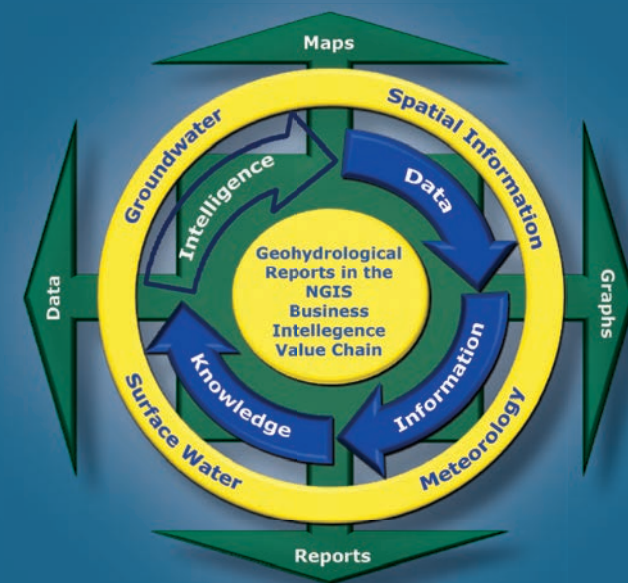 Maps
Groundwater
Spatial Information
Intelligence
Data
Geohydrological
Reports in the
NGIS
Business
Intellegence
Value Chain
Data
Graphs
Knowledge
Information
Surface Water
Meteorology
Reports